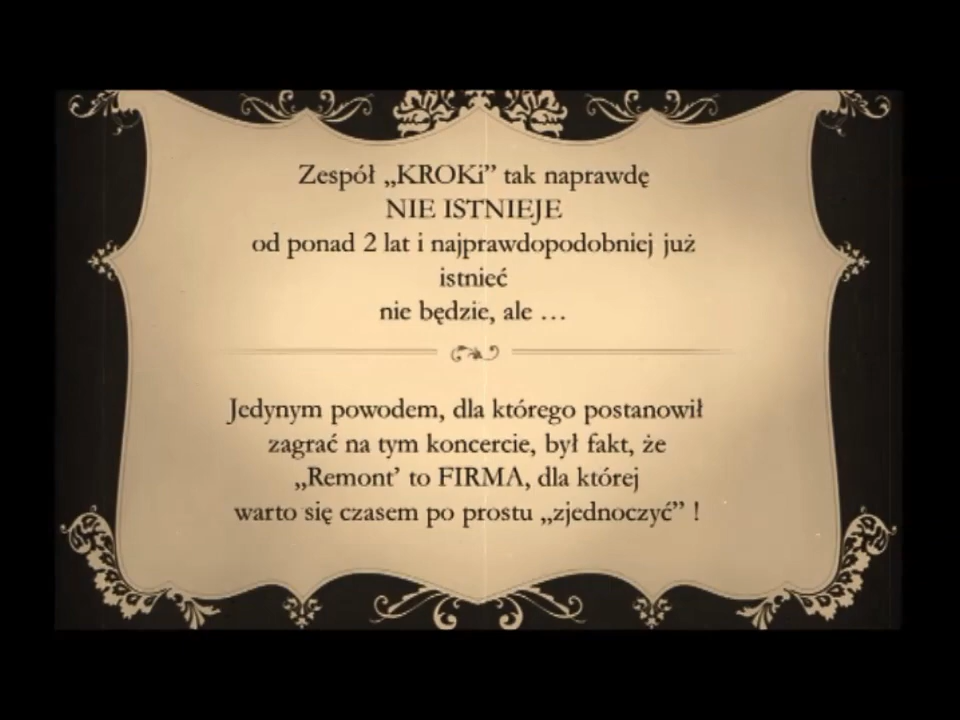 Zespół „KROKi” tak naprawdę
NIE ISTNIEJE
od ponad 2 lat i najprawdopodobniej już
istnieć
nie będzie, ale …
Jedynym powodem, dla którego postanowił
zagrać na tym koncercie, był fakt, że
„Remont’ to FIRMA, dla której
warto się czasem po prostu „zjednoczyć” !